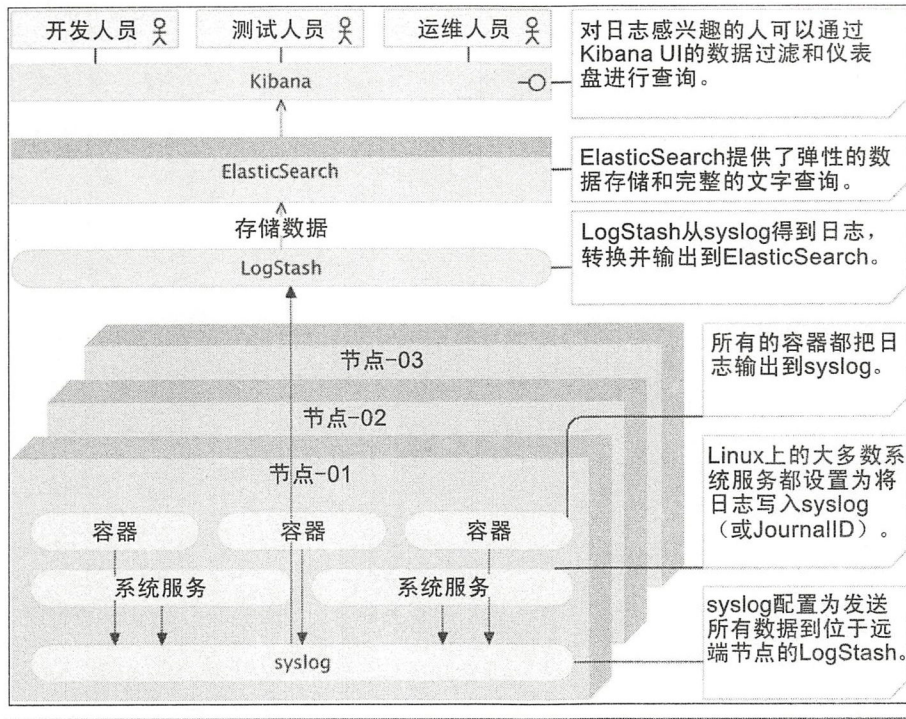 开发人员 测试人员 运维人员
Kibana
对日志感兴趣的人可以通过
Kibana UI的数据过滤和仪表
盘进行查询。
ElasticSearch
ElasticSearch提供了弹性的数
据存储和完整的文字查询。
存储数据
LogStash
LogStash从syslog得到日志，
转换并输出到ElasticSearch。
节点-03
节点-02
节点-01
所有的容器都把日
志输出到syslog。
容器 容器 容器
Linux上的大多数系
统服务都设置为将
日志写入syslog
（或JournalID）。
系统服务 系统服务
syslog
syslog配置为发送
所有数据到位于远
端节点的LogStash。